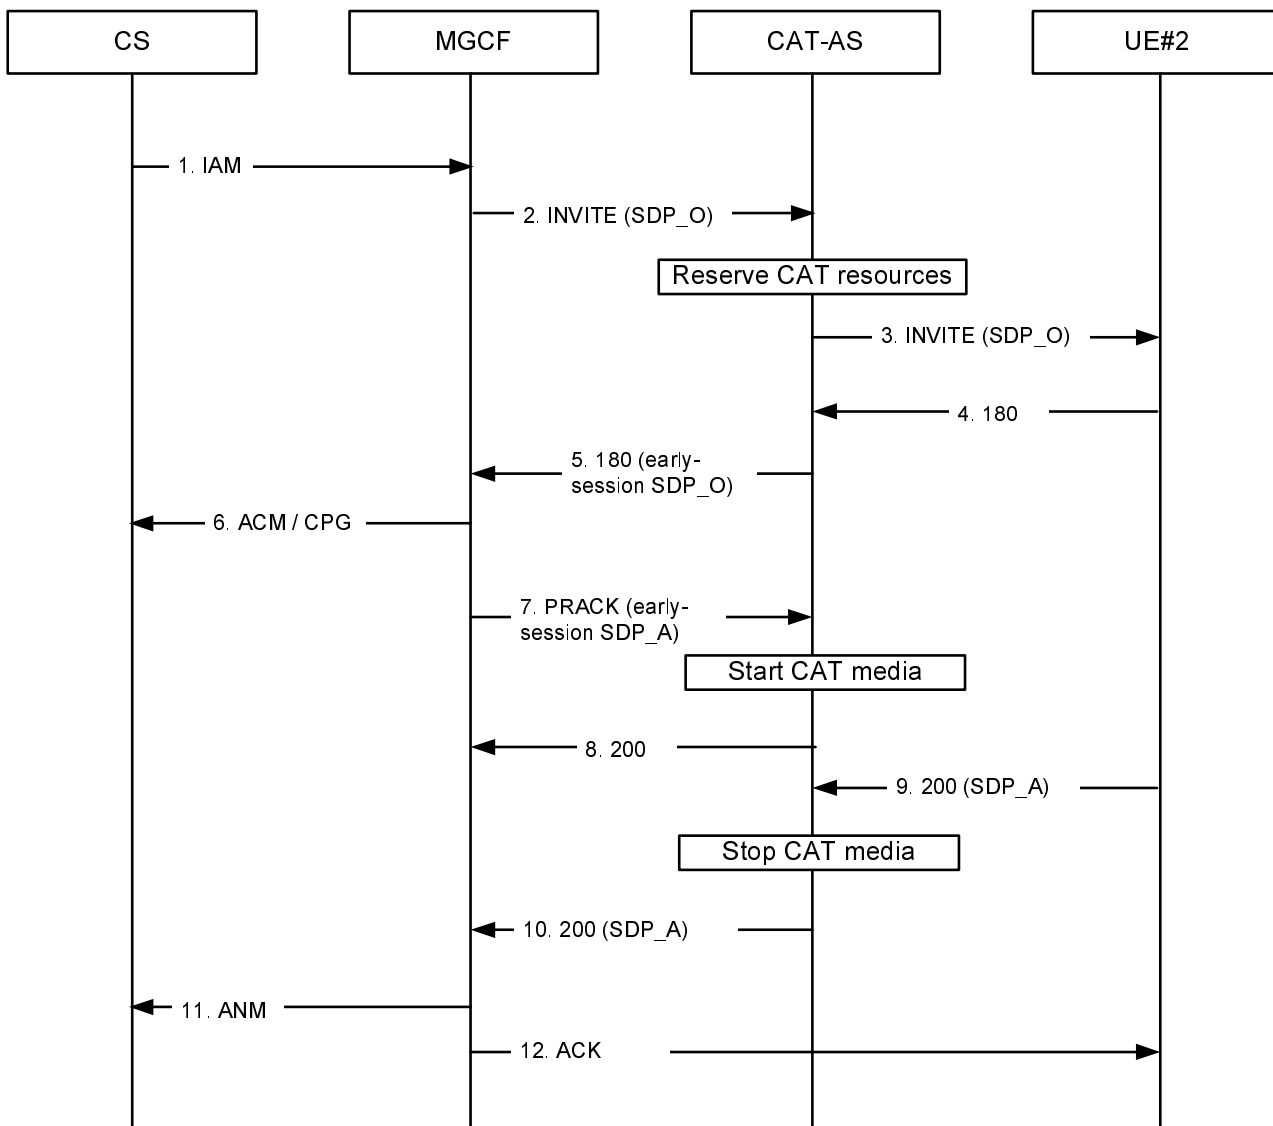 CS
MGCF
CAT-AS
UE#2
1. IAM
2. INVITE (SDP_O)
Reserve CAT resources
3. INVITE (SDP_O)
4. 180
5. 180 (early-
session SDP_O)
6. ACM / CPG
7. PRACK (early-
session SDP_A)
Start CAT media
8. 200
9. 200 (SDP_A)
Stop CAT media
10. 200 (SDP_A)
11. ANM
12. ACK